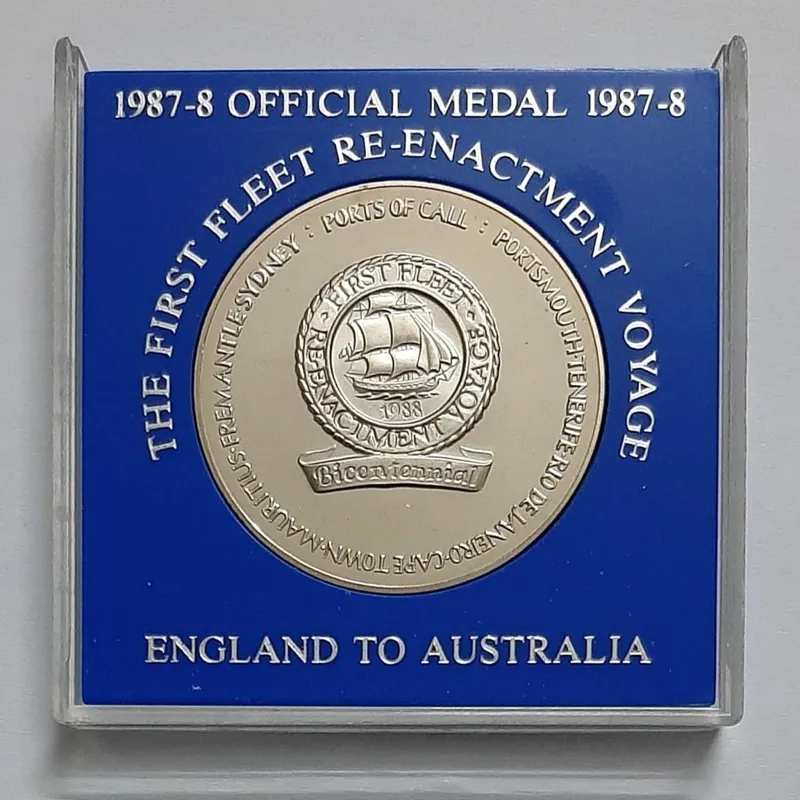 1987-8 OFFICIAL MEDAL 1987-8
THE FIRST FLEET RE-ENACTMENT VOYAGE
PORTS OF CALL : PORTSMOUTH·TENERIFE·RIO DE JANEIRO·CAPE TOWN·MAURITIUS·FREMANTLE·SYDNEY :
FIRST FLEET
RE-ENACTMENT VOYAGE
1988
Bicentennial
ENGLAND TO AUSTRALIA